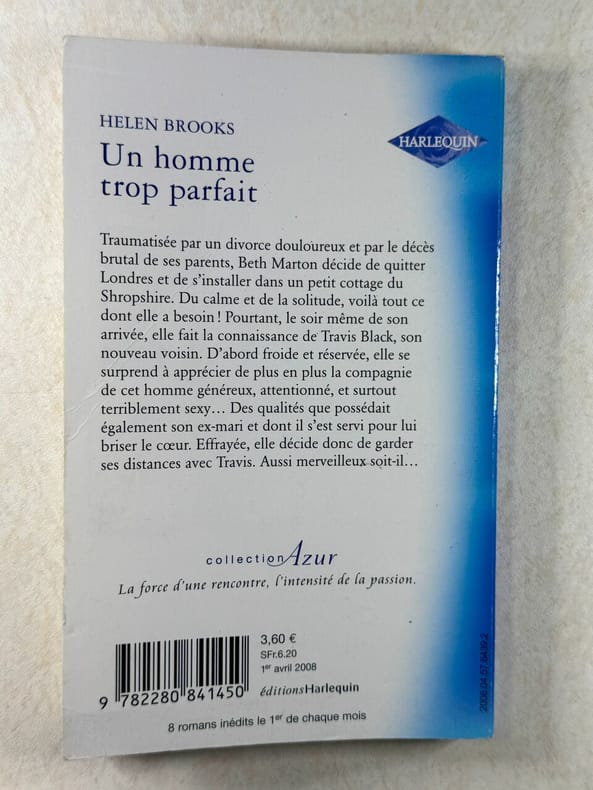 HELEN BROOKS
HARLEQUIN
Un homme
trop parfait
Traumatisée par un divorce douloureux et par le décès
brutal de ses parents, Beth Marton décide de quitter
Londres et de s'installer dans un petit cottage du
Shropshire. Du calme et de la solitude, voilà tout ce
dont elle a besoin ! Pourtant, le soir même de son
arrivée, elle fait la connaissance de Travis Black, son
nouveau voisin. D'abord froide et réservée, elle se
surprend à apprécier de plus en plus la compagnie
de cet homme généreux, attentionné, et surtout
terriblement sexy… Des qualités que possédait
également son ex-mari et dont il s'est servi pour lui
briser le cœur. Effrayée, elle décide donc de garder
ses distances avec Travis. Aussi merveilleux soit-il…
collection Azur
La force d'une rencontre, l'intensité de la passion.
3,60 €
SFr.6.20
1er avril 2008
éditionsHarlequin
9 782280 841450
8 romans inédits le 1er de chaque mois
2008.04.57.6439.2